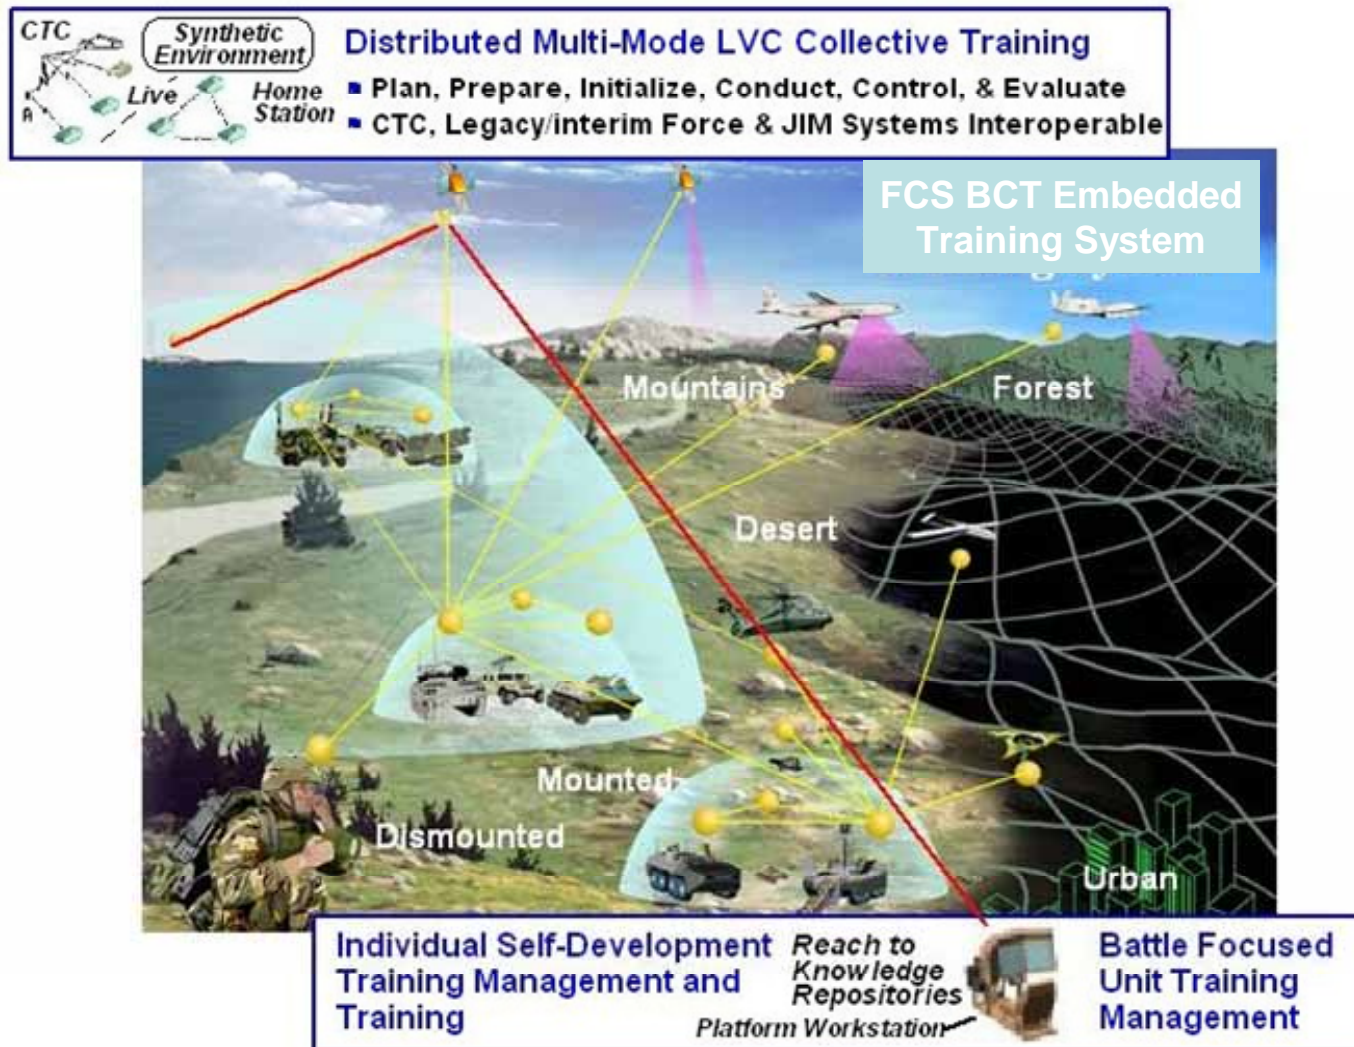 CTC
Synthetic
Environment
Live
Home
Station
Distributed Multi-Mode LVC Collective Training
▪ Plan, Prepare, Initialize, Conduct, Control, & Evaluate
▪ CTC, Legacy/interim Force & JIM Systems Interoperable
FCS BCT Embedded
Training System
Mountains
Forest
Desert
Mounted
Dismounted
Urban
Individual Self-Development
Training Management and
Training
Reach to
Knowledge
Repositories
Platform Workstation
Battle Focused
Unit Training
Management